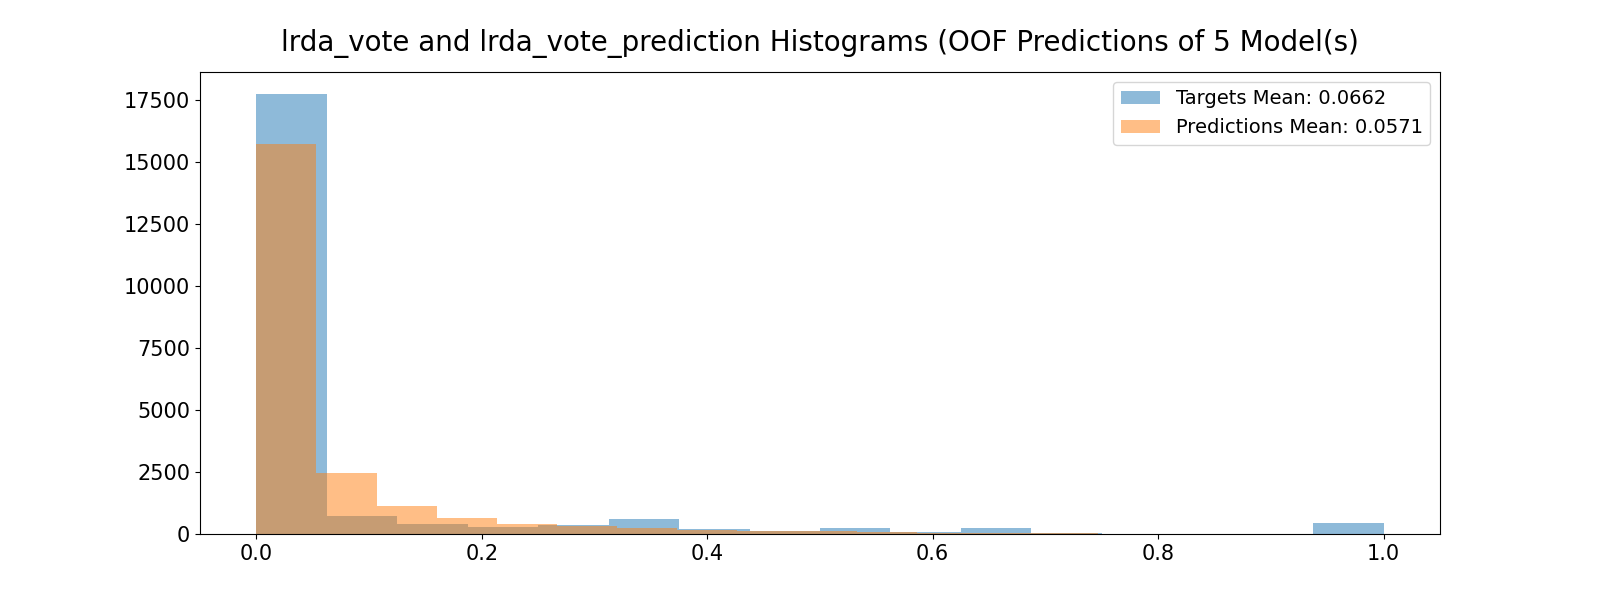 lrda_vote and lrda_vote_prediction Histograms (OOF Predictions of 5 Model(s)
Targets Mean: 0.0662
Predictions Mean: 0.0571
17500
15000
12500
10000
7500
5000
2500
0
0.0 0.2 0.4 0.6 0.8 1.0